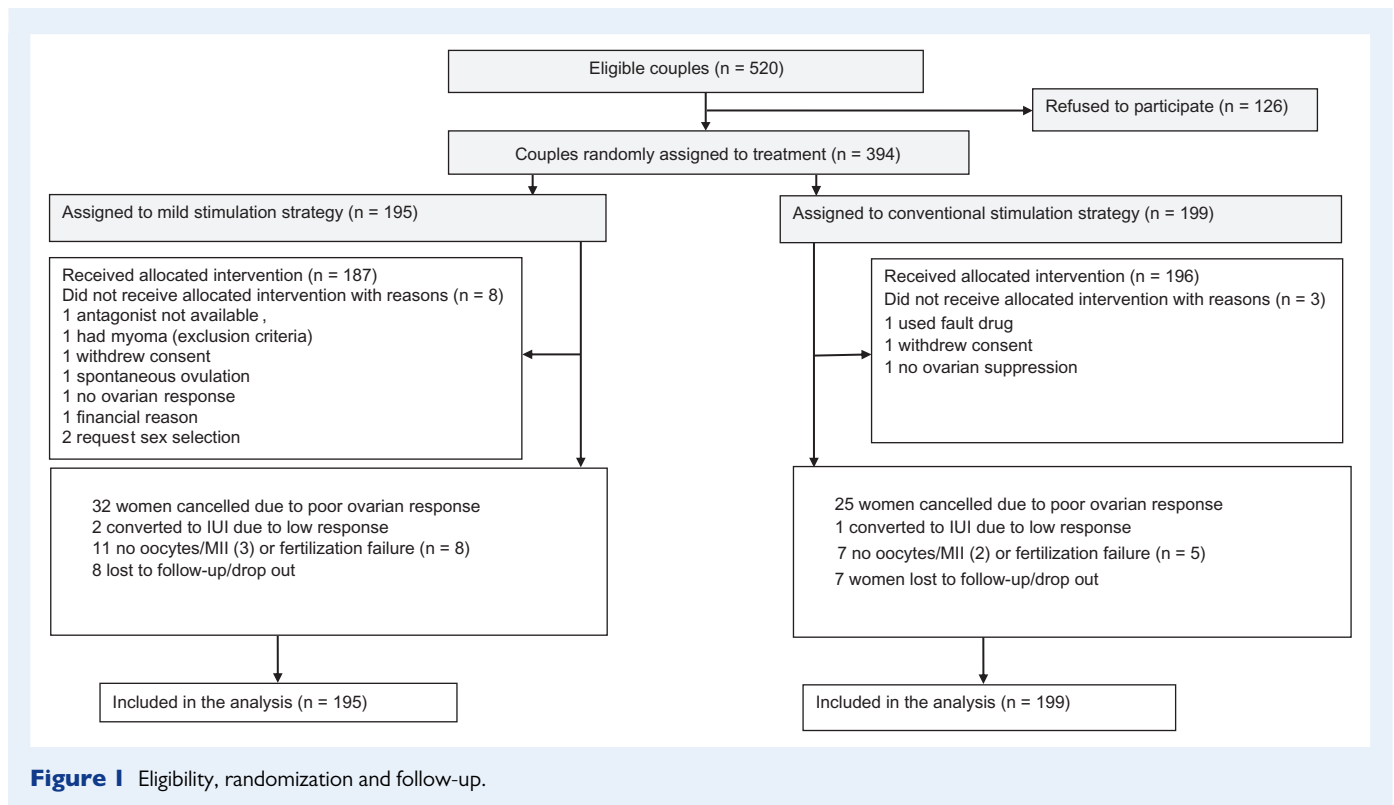 Eligible couples (n = 520)
Refused to participate (n = 126)
Couples randomly assigned to treatment (n = 394)
Assigned to mild stimulation strategy (n = 195)
Assigned to conventional stimulation strategy (n = 199)
Received allocated intervention (n = 187)
Did not receive allocated intervention with reasons (n = 8)
1 antagonist not available ,
1 had myoma (exclusion criteria)
1 withdrew consent
1 spontaneous ovulation
1 no ovarian response
1 financial reason
2 request sex selection
Received allocated intervention (n = 196)
Did not receive allocated intervention with reasons (n = 3)
1 used fault drug
1 withdrew consent
1 no ovarian suppression
32 women cancelled due to poor ovarian response
2 converted to IUI due to low response
11 no oocytes/MII (3) or fertilization failure (n = 8)
8 lost to follow-up/drop out
25 women cancelled due to poor ovarian response
1 converted to IUI due to low response
7 no oocytes/MII (2) or fertilization failure (n = 5)
7 women lost to follow-up/drop out
Included in the analysis (n = 195)
Included in the analysis (n = 199)
Figure 1 Eligibility, randomization and follow-up.